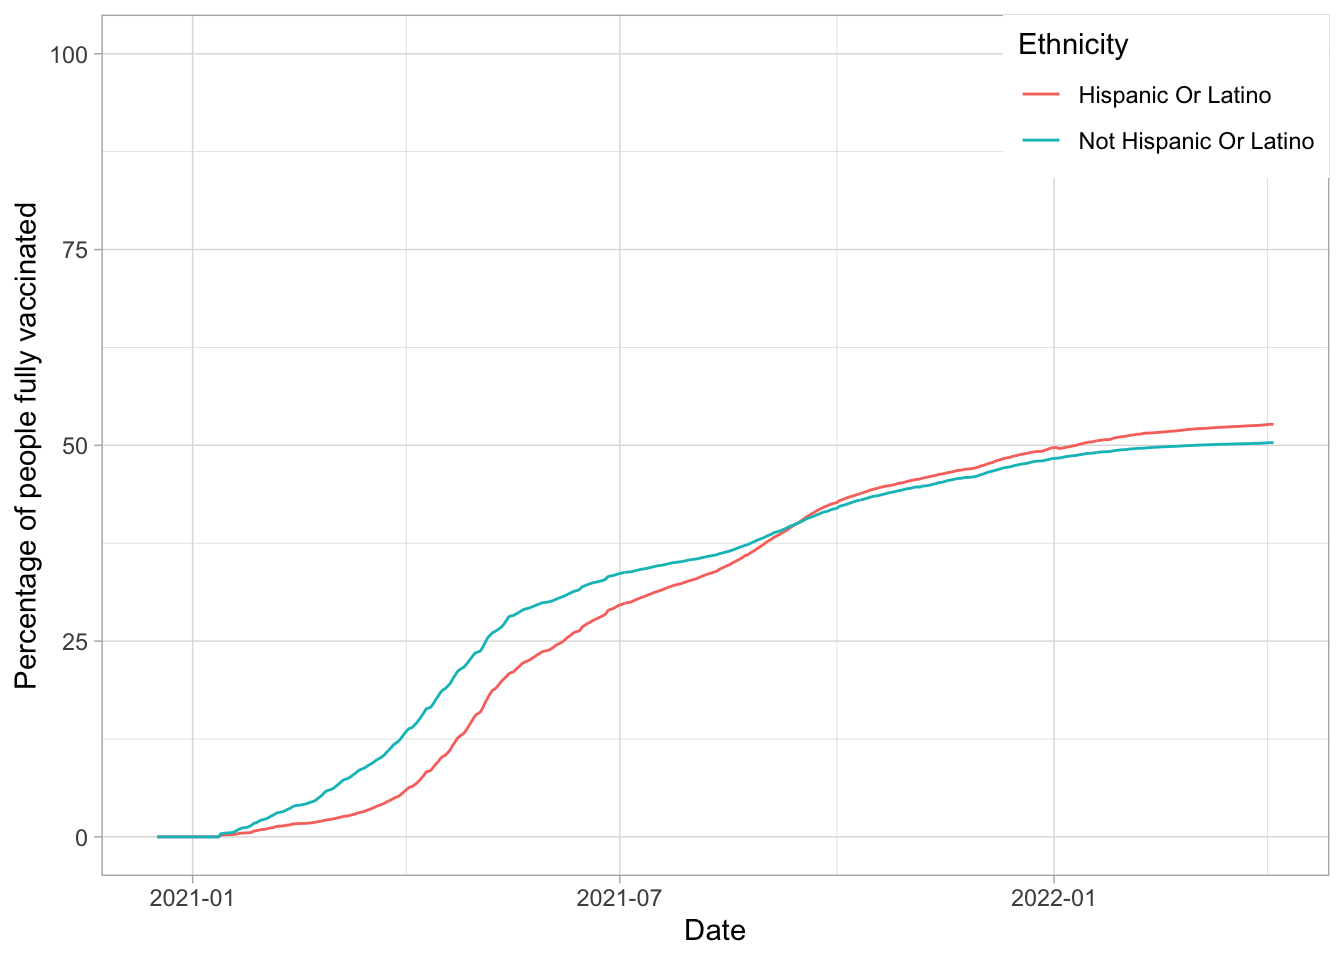 Ethnicity
Hispanic Or Latino
Not Hispanic Or Latino
Percentage of people fully vaccinated
100
75
50
25
0
2021-01
2021-07
2022-01
Date